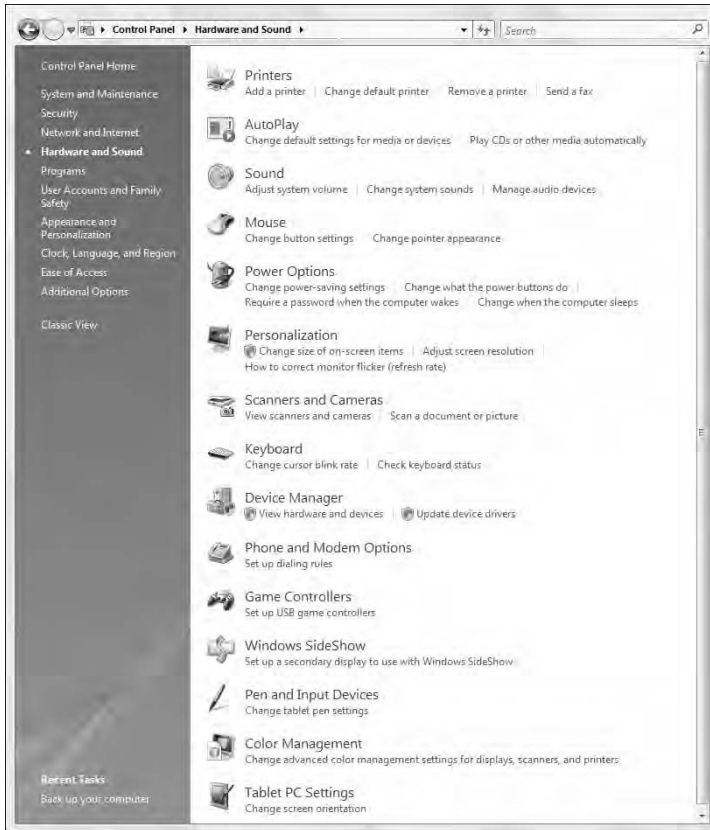 Control Panel Hardware and Sound
Search
Control Panel Home
System and Maintenance
Security
Network and Internet
Hardware and Sound
Programs
User Accounts and Family
Safety
Appearance and
Personalization
Clock, Language, and Region
Ease of Access
Additional Options
Classic View
Recent Tasks
Back up your computer
Printers
Add a printer Change default printer Remove a printer Send a fax
AutoPlay
Change default settings for media or devices Play CDs or other media automatically
Sound
Adjust system volume Change system sounds Manage audio devices
Mouse
Change button settings Change pointer appearance
Power Options
Change power-saving settings Change what the power buttons do
Require a password when the computer wakes Change when the computer sleeps
Personalization
Change size of on-screen items Adjust screen resolution
How to correct monitor flicker (refresh rate)
Scanners and Cameras
View scanners and cameras Scan a document or picture
Keyboard
Change cursor blink rate Check keyboard status
Device Manager
View hardware and devices Update device drivers
Phone and Modem Options
Set up dialing rules
Game Controllers
Set up USB game controllers
Windows SideShow
Set up a secondary display to use with Windows SideShow
Pen and Input Devices
Change tablet pen settings
Color Management
Change advanced color management settings for displays, scanners, and printers
Tablet PC Settings
Change screen orientation